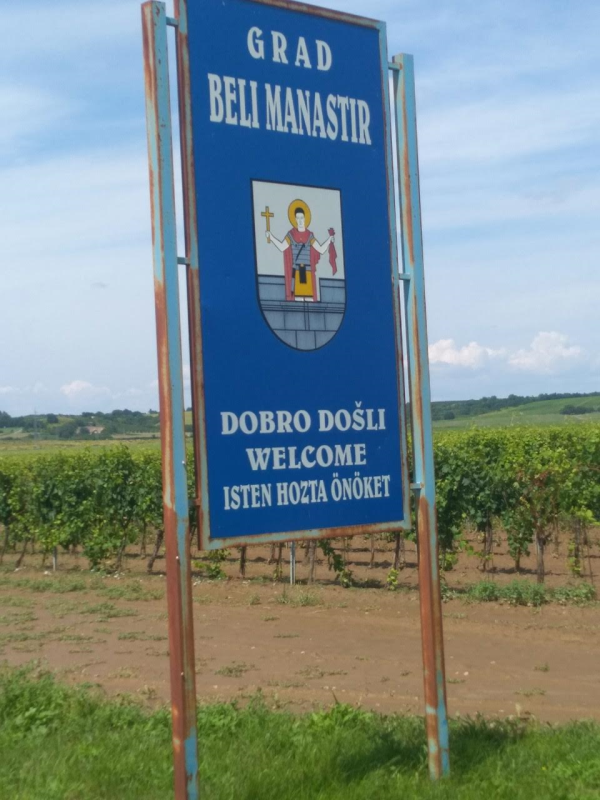 GRAD
BELI MANASTIR
DOBRO DOŠLI
WELCOME
ISTEN HOZTA ÖNÖKET